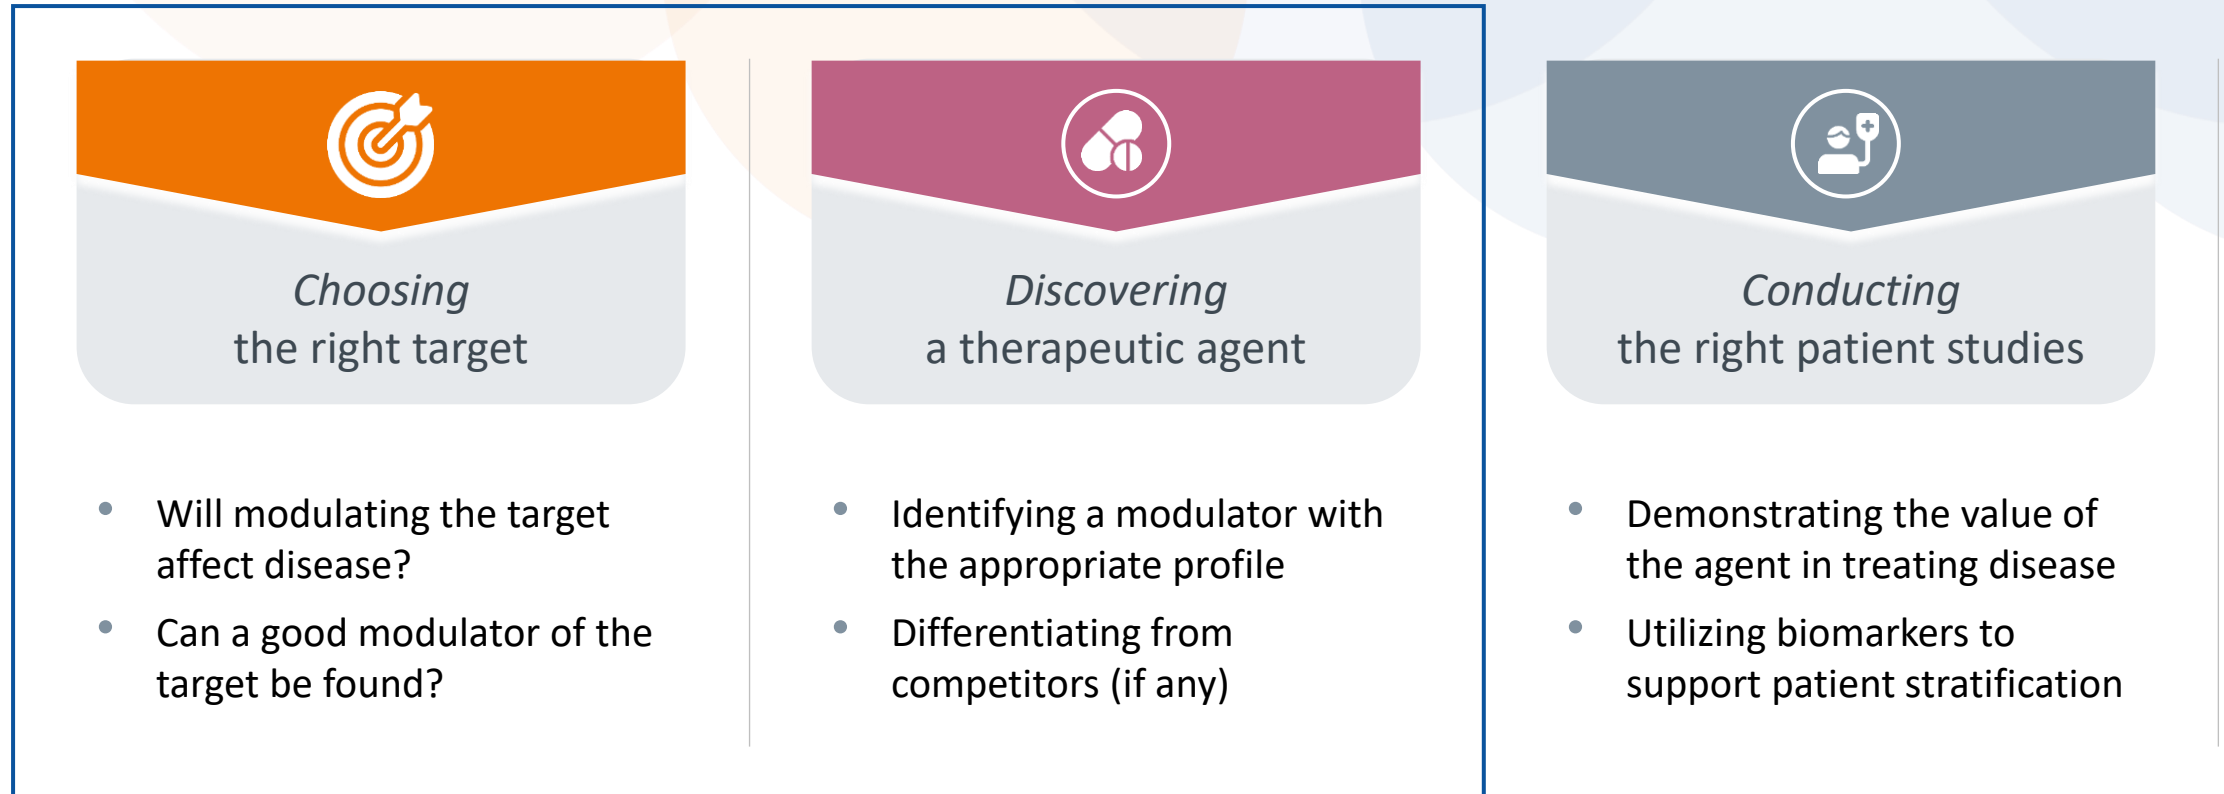 Choosing
the right target
Will modulating the target
affect disease?
Can a good modulator of the
target be found?
Discovering
a therapeutic agent
Identifying a modulator with
the appropriate profile
Differentiating from
competitors (if any)
Conducting
the right patient studies
Demonstrating the value of
the agent in treating disease
Utilizing biomarkers to
support patient stratification